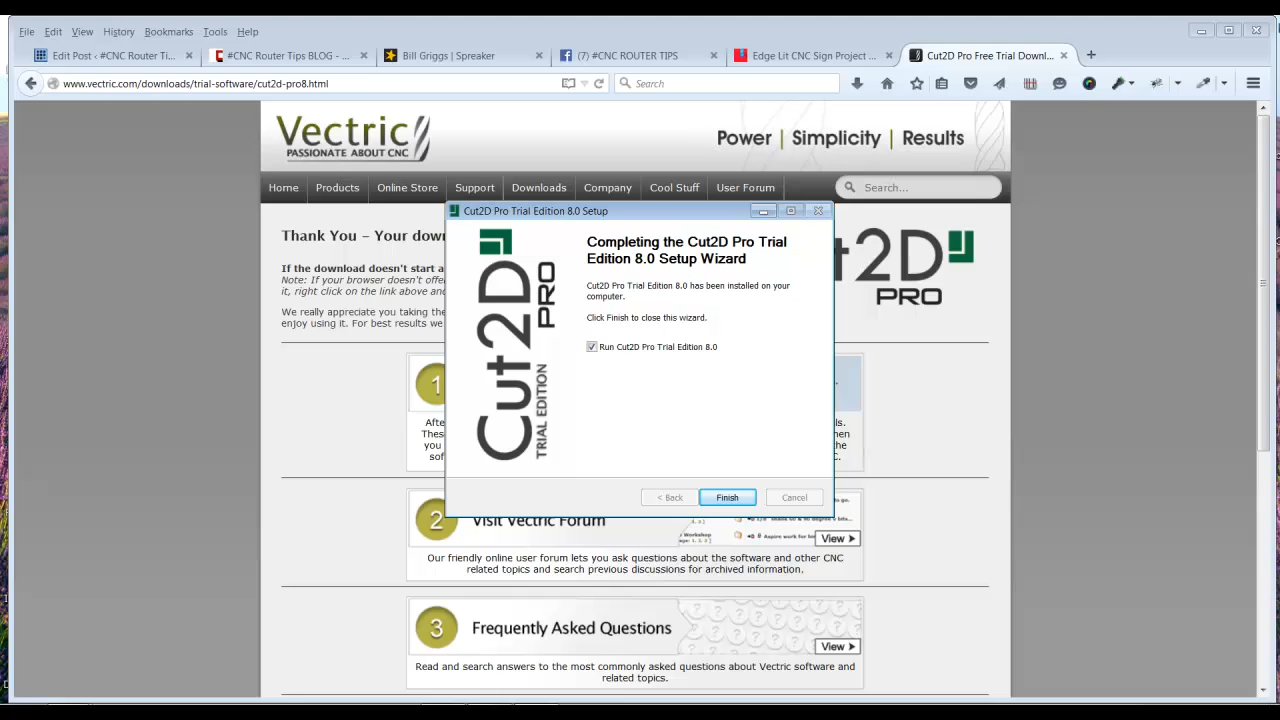 File Edit View History Bookmarks Tools Help
Edit Post ‹ #CNC Router Ti... #CNC Router Tips BLOG - ... Bill Griggs | Spreaker (7) #CNC ROUTER TIPS Edge Lit CNC Sign Project ... Cut2D Pro Free Trial Downl...
www.vectric.com/downloads/trial-software/cut2d-pro8.html Search
Vectric
PASSIONATE ABOUT CNC
Power | Simplicity | Results
Home Products Online Store Support Downloads Company Cool Stuff User Forum Search...
Cut2D Pro Trial Edition 8.0 Setup
Thank You – Your dow
If the download doesn't start a
Note: If your browser doesn't offe
it, right click on the link above and
We really appreciate you taking the
enjoy using it. For best results we
Cut2D PRO
TRIAL EDITION
Completing the Cut2D Pro Trial
Edition 8.0 Setup Wizard
Cut2D Pro Trial Edition 8.0 has been installed on your
computer.
Click Finish to close this wizard.
Run Cut2D Pro Trial Edition 8.0
< Back Finish Cancel
t2D
PRO
1
Afte
These
you
sof
ls.
hen
the
C.
2 Visit Vectric Forum
View
Our friendly online user forum lets you ask questions about the software and other CNC
related topics and search previous discussions for archived information.
3 Frequently Asked Questions
View
Read and search answers to the most commonly asked questions about Vectric software and
related topics.